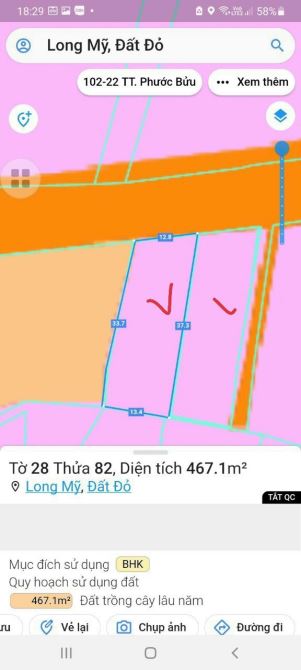 18:29
58%
Long Mỹ, Đất Đỏ
102-22 TT. Phước Bửu
Xem thêm
12.8
33.7
37.3
13.4
Tờ 28 Thửa 82, Diện tích 467.1m²
Long Mỹ, Đất Đỏ
TẮT QC
Mục đích sử dụng BHK
Quy hoạch sử dụng đất
467.1m² Đất trồng cây lâu năm
ưu Vẽ lại Chụp ảnh Đường đi